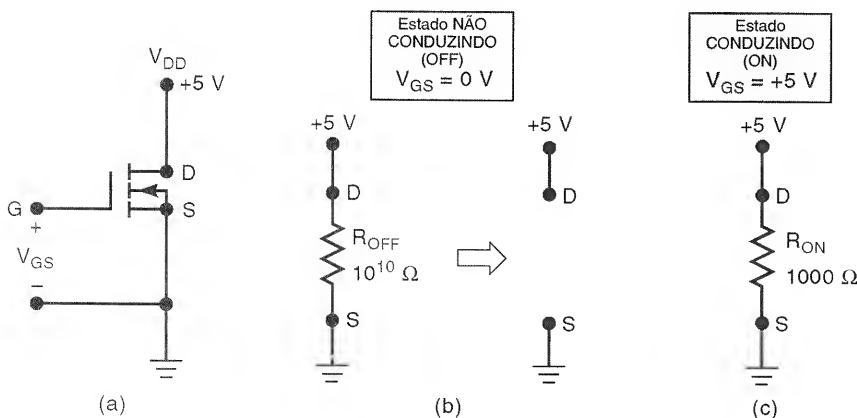 V_DD
+5 V
D
G
S
+
V_GS
–
(a)
Estado NÃO
CONDUZINDO
(OFF)
V_GS = 0 V
+5 V
D
R_OFF
10^10 Ω
S
+5 V
D
S
(b)
Estado
CONDUZINDO
(ON)
V_GS = +5 V
+5 V
D
R_ON
1000 Ω
S
(c)